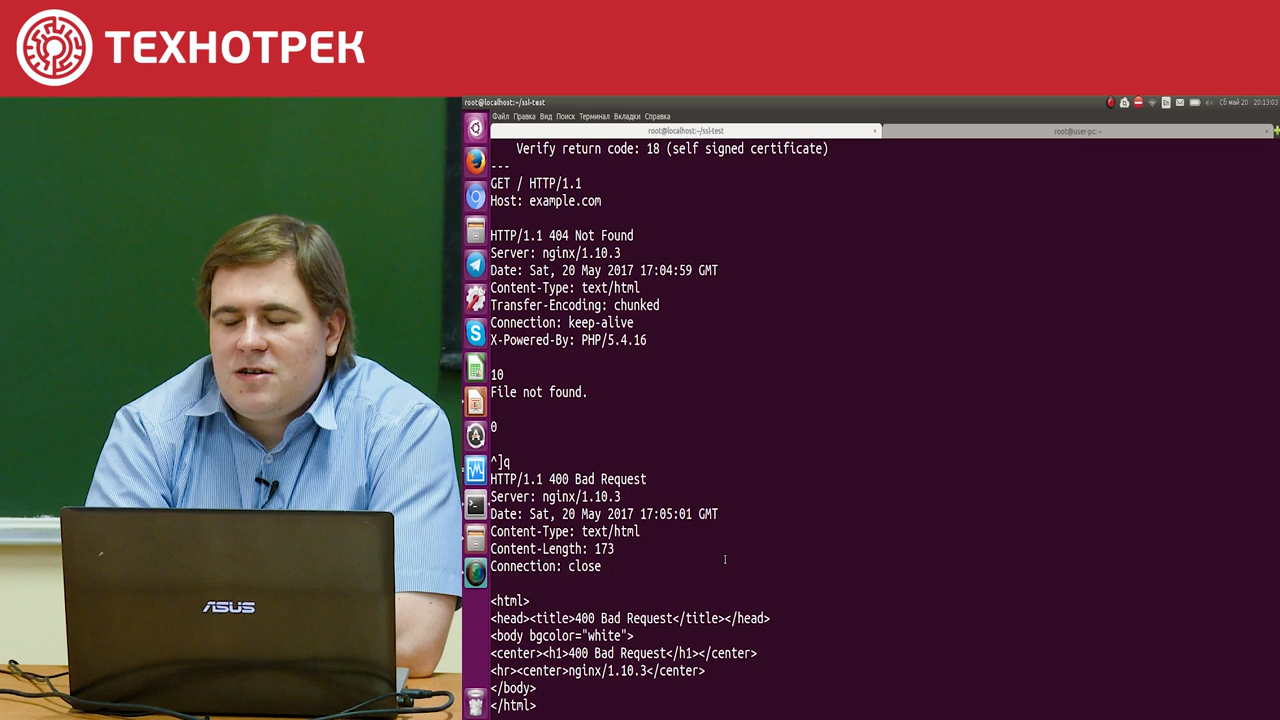 ТЕХНОТРЕК
root@localhost:~/ssl-test
Сб май 20 20:13:03
Файл Правка Вид Поиск Терминал Вкладки Справка
root@localhost:~/ssl-test
root@user-pc: ~
Verify return code: 18 (self signed certificate)
---
GET / HTTP/1.1
Host: example.com
HTTP/1.1 404 Not Found
Server: nginx/1.10.3
Date: Sat, 20 May 2017 17:04:59 GMT
Content-Type: text/html
Transfer-Encoding: chunked
Connection: keep-alive
X-Powered-By: PHP/5.4.16
10
File not found.
0
^]q
HTTP/1.1 400 Bad Request
Server: nginx/1.10.3
Date: Sat, 20 May 2017 17:05:01 GMT
Content-Type: text/html
Content-Length: 173
Connection: close
<html>
<head><title>400 Bad Request</title></head>
<body bgcolor="white">
<center><h1>400 Bad Request</h1></center>
<hr><center>nginx/1.10.3</center>
</body>
</html>
ASUS